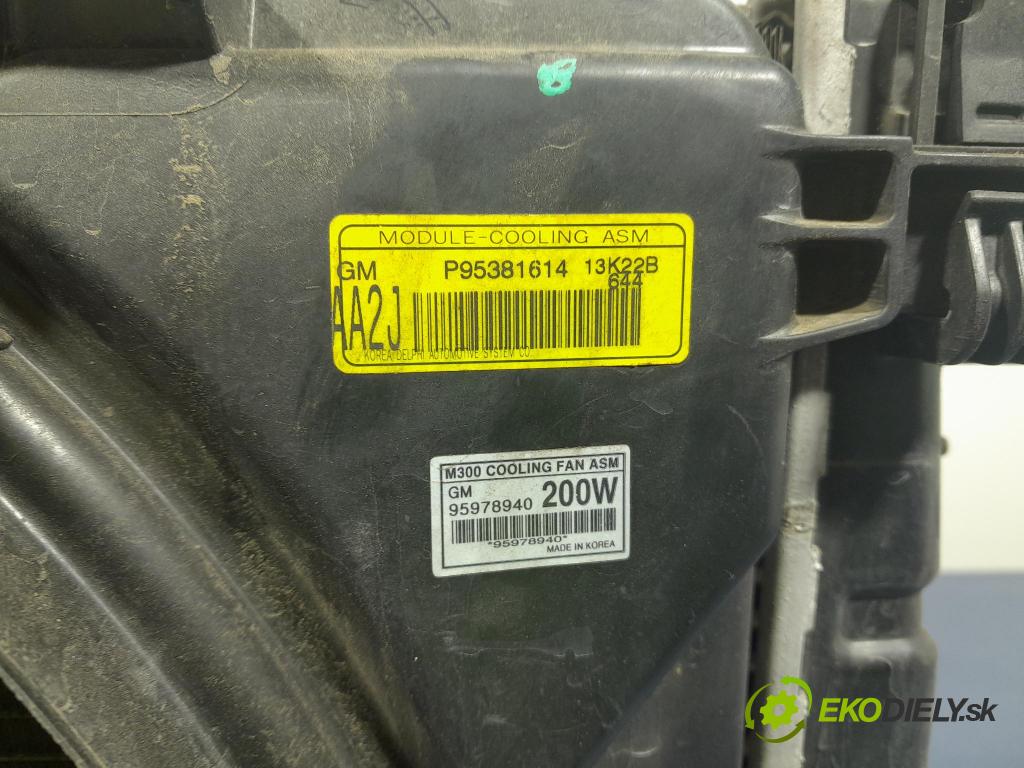 MODULE-COOLING ASM
GM P95381614 13K22B
644
AA2J
KOREA DELPHI AUTOMOTIVE SYSTEM CO.
M300 COOLING FAN ASM
GM
95978940 200W
*95978940*
MADE IN KOREA
EKODIELY.sk